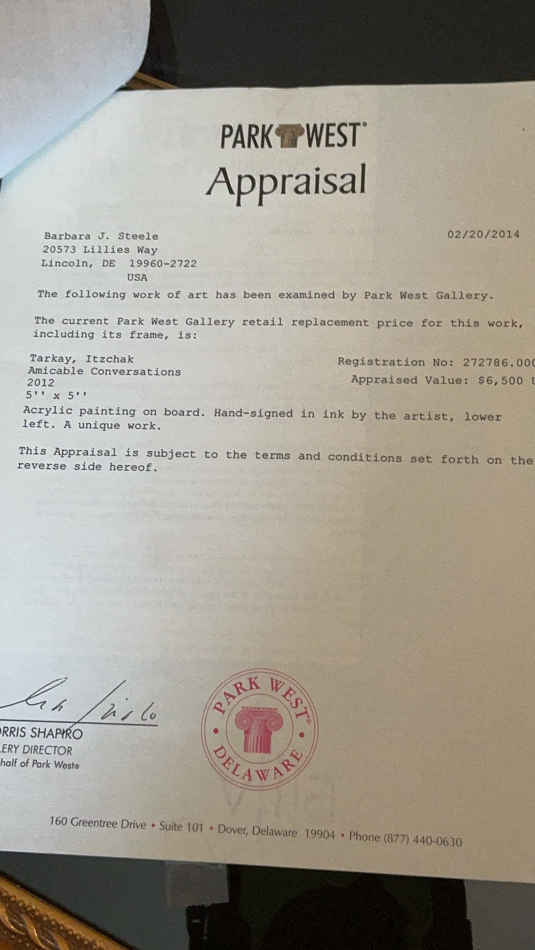 PARK WEST®
Appraisal
Barbara J. Steele 02/20/2014
20573 Lillies Way
Lincoln, DE 19960-2722
USA
The following work of art has been examined by Park West Gallery.
The current Park West Gallery retail replacement price for this work,
including its frame, is:
Tarkay, Itzchak Registration No: 272786.000
Amicable Conversations Appraised Value: $6,500 U
2012
5'' x 5''
Acrylic painting on board. Hand-signed in ink by the artist, lower
left. A unique work.
This Appraisal is subject to the terms and conditions set forth on the
reverse side hereof.
ORRIS SHAPIRO
LERY DIRECTOR
half of Park West®
PARK WEST®
• DELAWARE •
160 Greentree Drive • Suite 101 • Dover, Delaware 19904 • Phone (877) 440-0630